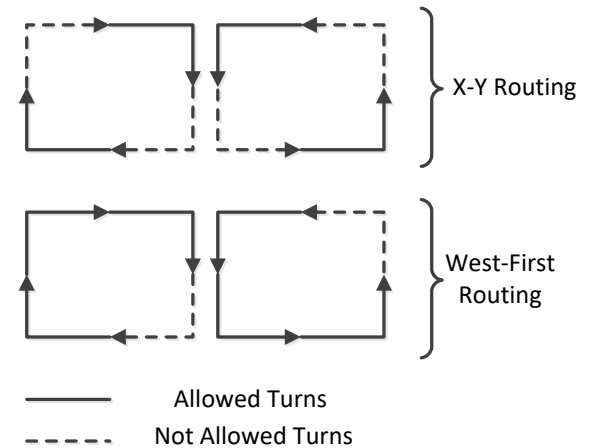 X-Y Routing
West-First
Routing
Allowed Turns
Not Allowed Turns